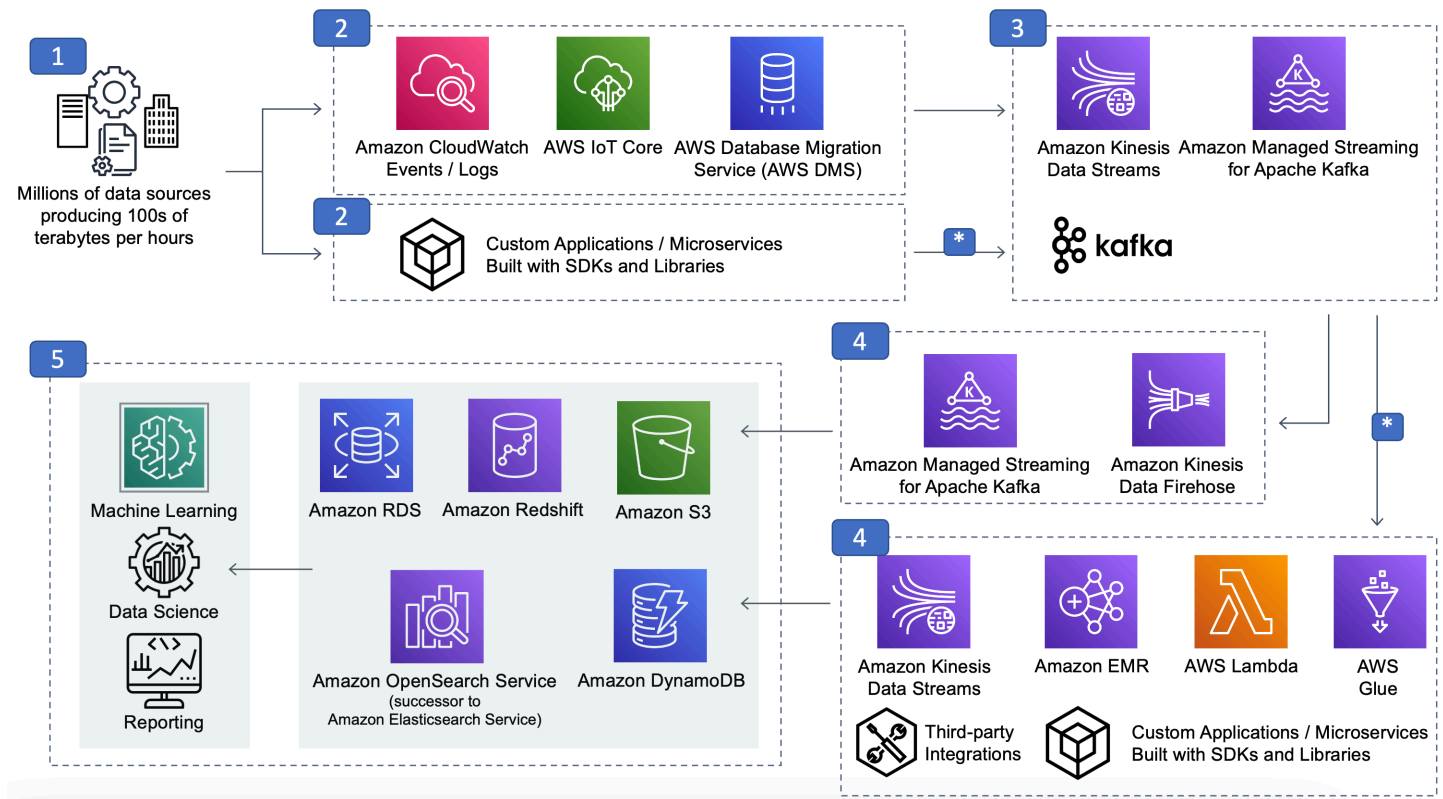 1
Millions of data sources
producing 100s of
terabytes per hours
2
Amazon CloudWatch
Events / Logs
AWS IoT Core
AWS Database Migration
Service (AWS DMS)
2
Custom Applications / Microservices
Built with SDKs and Libraries
*
3
Amazon Kinesis
Data Streams
K
Amazon Managed Streaming
for Apache Kafka
kafka
4
K
Amazon Managed Streaming
for Apache Kafka
Amazon Kinesis
Data Firehose
*
4
Amazon Kinesis
Data Streams
Amazon EMR
AWS Lambda
AWS
Glue
Third-party
Integrations
Custom Applications / Microservices
Built with SDKs and Libraries
5
Machine Learning
Data Science
Reporting
Amazon RDS
Amazon Redshift
Amazon S3
Amazon OpenSearch Service
(successor to
Amazon Elasticsearch Service)
Amazon DynamoDB